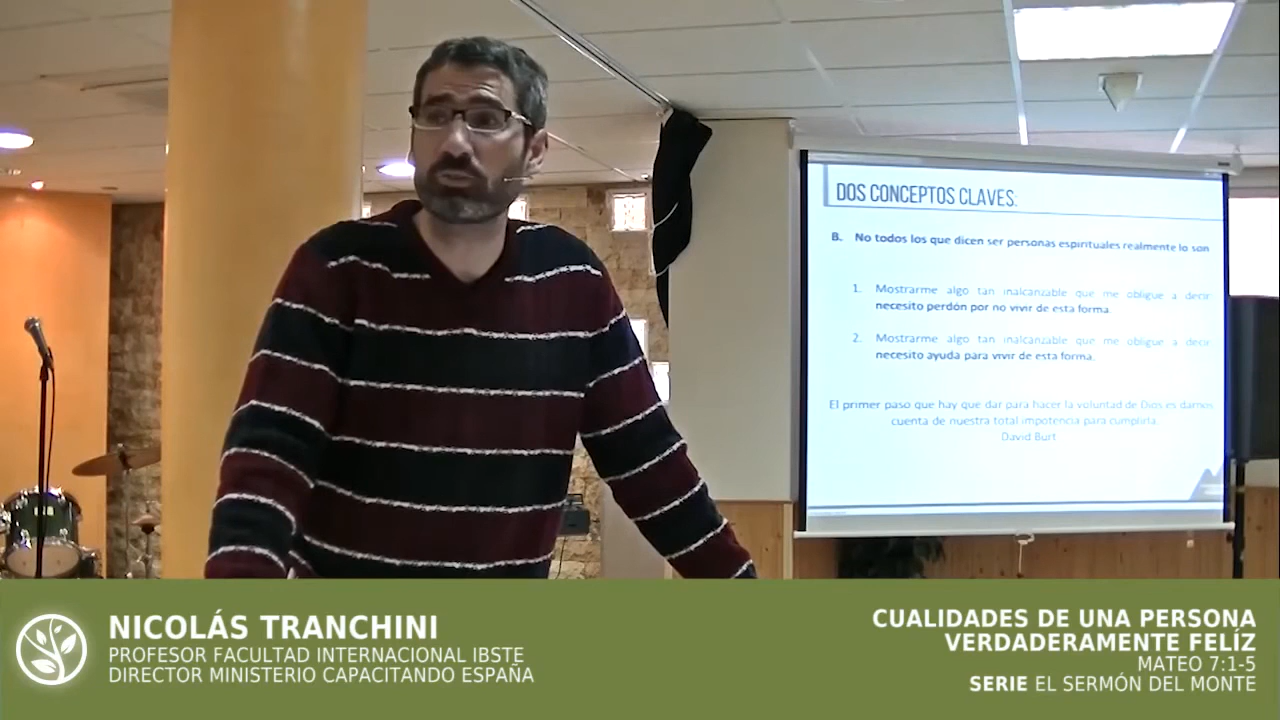 DOS CONCEPTOS CLAVES:
B. No todos los que dicen ser personas espirituales realmente lo son
1. Mostrarme algo tan inalcanzable que me obligue a decir
necesito perdón por no vivir de esta forma.
2. Mostrarme algo tan inalcanzable que me obligue a decir
necesito ayuda para vivir de esta forma.
El primer paso que hay que dar para hacer la voluntad de Dios es darnos
cuenta de nuestra total impotencia para cumplirla.
David Burt
NICOLÁS TRANCHINI
PROFESOR FACULTAD INTERNACIONAL IBSTE
DIRECTOR MINISTERIO CAPACITANDO ESPAÑA
CUALIDADES DE UNA PERSONA
VERDADERAMENTE FELÍZ
MATEO 7:1-5
SERIE EL SERMÓN DEL MONTE